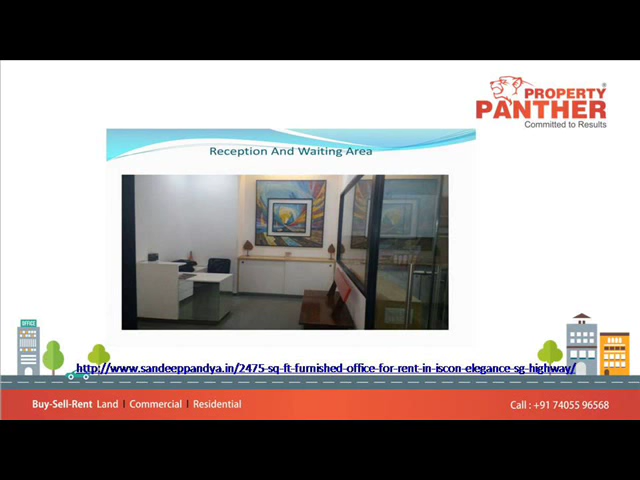 PROPERTY
PANTHER
Committed to Results
Reception And Waiting Area
OFFICE
http://www.sandeeppandya.in/2475-sq-ft-furnished-office-for-rent-in-iscon-elegance-sg-highway/
Buy-Sell-Rent Land | Commercial | Residential
Call : +91 74055 96568